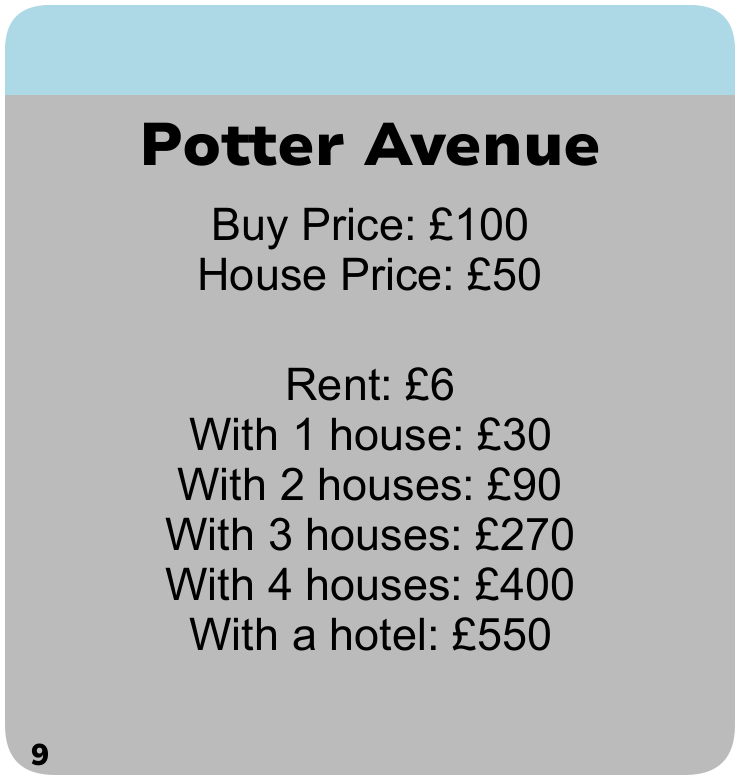 Potter Avenue
Buy Price: £100
House Price: £50
Rent: £6
With 1 house: £30
With 2 houses: £90
With 3 houses: £270
With 4 houses: £400
With a hotel: £550
9